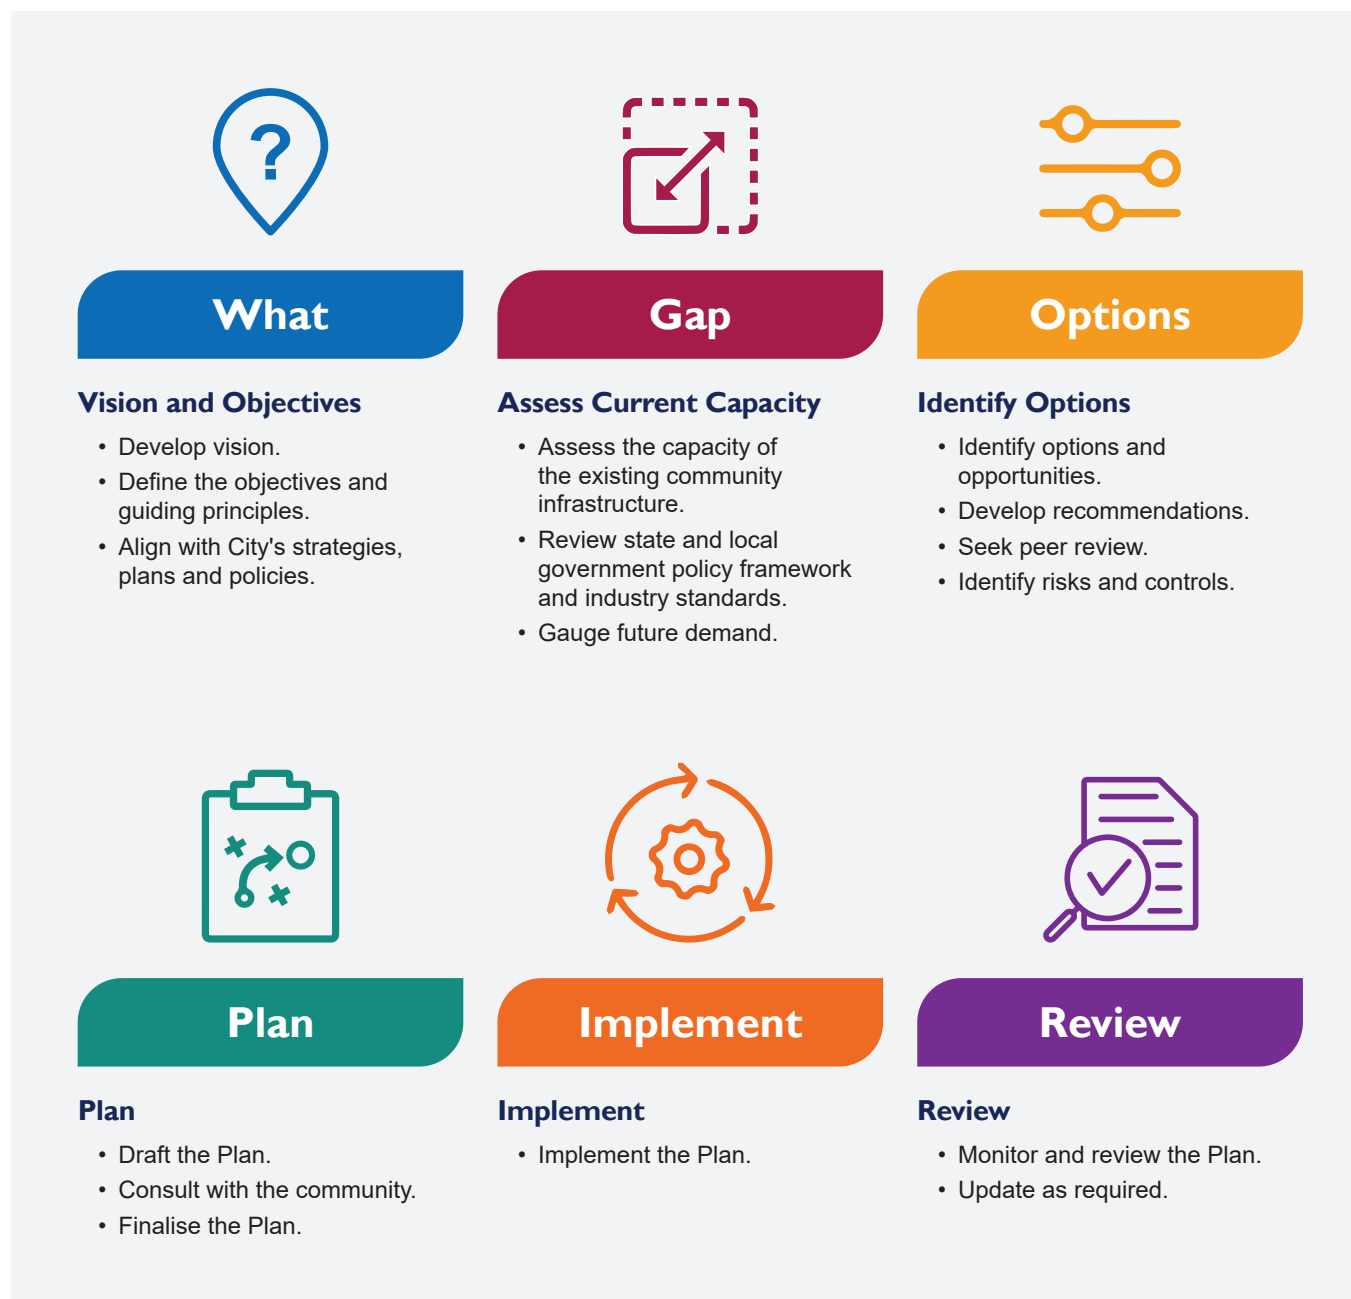 ?
What
Vision and Objectives
• Develop vision.
• Define the objectives and
guiding principles.
• Align with City's strategies,
plans and policies.
Gap
Assess Current Capacity
• Assess the capacity of
the existing community
infrastructure.
• Review state and local
government policy framework
and industry standards.
• Gauge future demand.
Options
Identify Options
• Identify options and
opportunities.
• Develop recommendations.
• Seek peer review.
• Identify risks and controls.
Plan
Plan
• Draft the Plan.
• Consult with the community.
• Finalise the Plan.
Implement
Implement
• Implement the Plan.
Review
Review
• Monitor and review the Plan.
• Update as required.